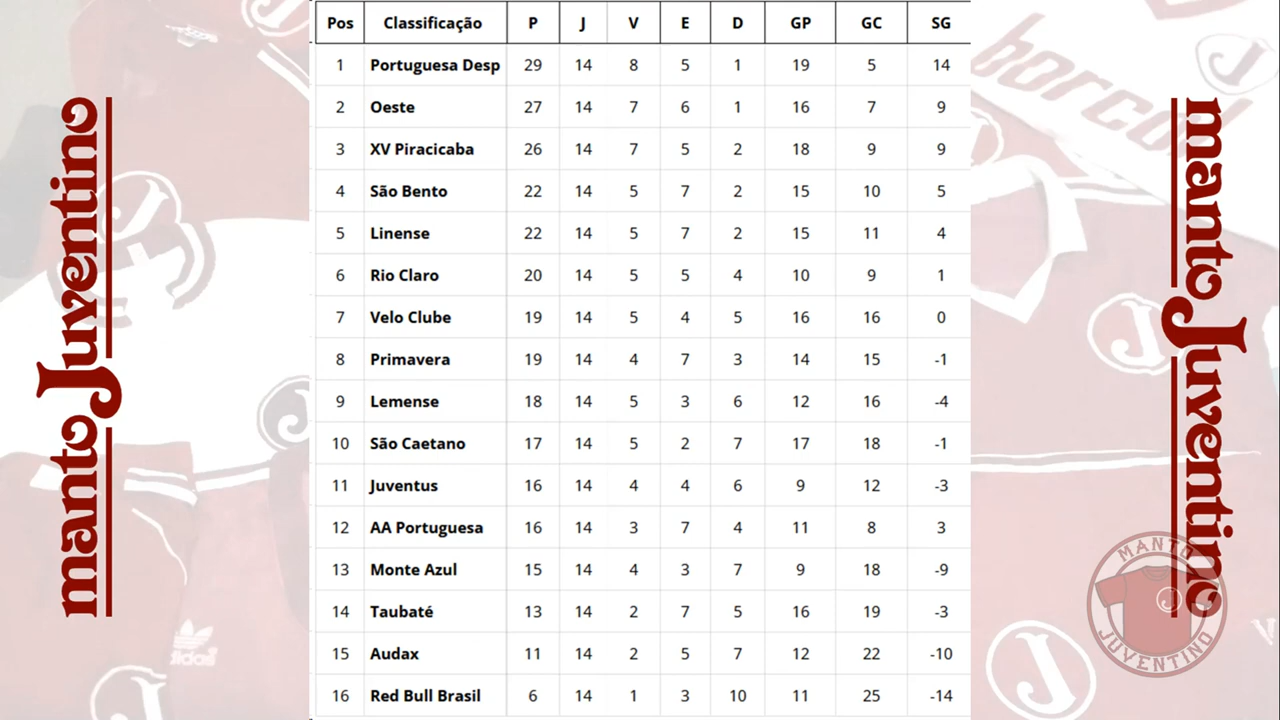 manto Juventino
Pos Classificação P J V E D GP GC SG
1 Portuguesa Desp 29 14 8 5 1 19 5 14
2 Oeste 27 14 7 6 1 16 7 9
3 XV Piracicaba 26 14 7 5 2 18 9 9
4 São Bento 22 14 5 7 2 15 10 5
5 Linense 22 14 5 7 2 15 11 4
6 Rio Claro 20 14 5 5 4 10 9 1
7 Velo Clube 19 14 5 4 5 16 16 0
8 Primavera 19 14 4 7 3 14 15 -1
9 Lemense 18 14 5 3 6 12 16 -4
10 São Caetano 17 14 5 2 7 17 18 -1
11 Juventus 16 14 4 4 6 9 12 -3
12 AA Portuguesa 16 14 3 7 4 11 8 3
13 Monte Azul 15 14 4 3 7 9 18 -9
14 Taubaté 13 14 2 7 5 16 19 -3
15 Audax 11 14 2 5 7 12 22 -10
16 Red Bull Brasil 6 14 1 3 10 11 25 -14
manto Juventino
MANTO
J
JUVENTINO
adidas
J
J
J
J
J